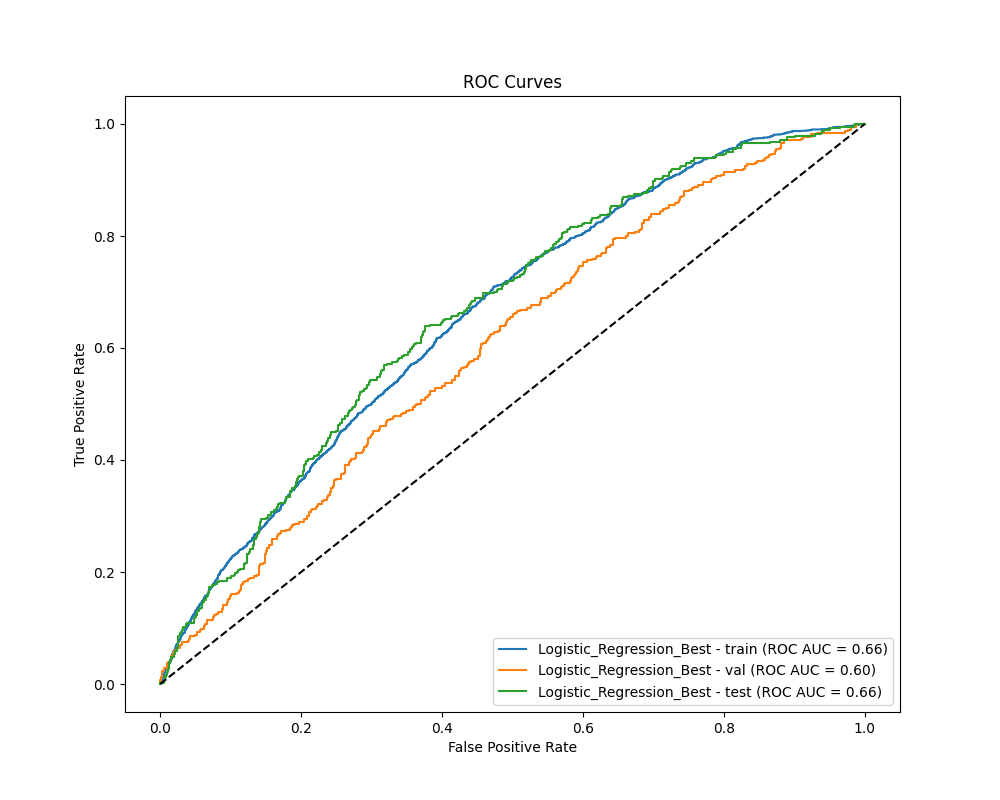 ROC Curves
True Positive Rate
1.0
0.8
0.6
0.4
0.2
0.0
Logistic_Regression_Best - train (ROC AUC = 0.66)
Logistic_Regression_Best - val (ROC AUC = 0.60)
Logistic_Regression_Best - test (ROC AUC = 0.66)
0.0 0.2 0.4 0.6 0.8 1.0
False Positive Rate